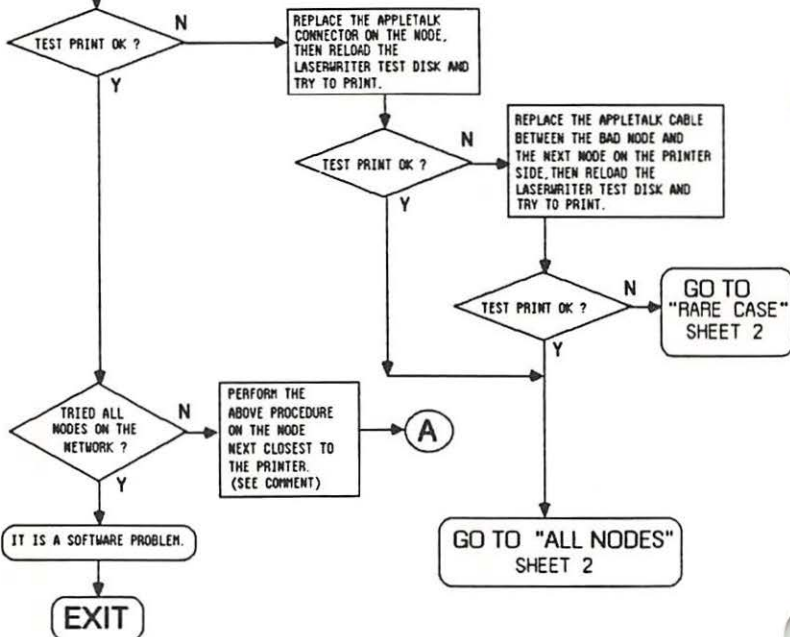 TEST PRINT OK ?
N
Y
REPLACE THE APPLETALK
CONNECTOR ON THE NODE,
THEN RELOAD THE
LASERWRITER TEST DISK AND
TRY TO PRINT.
TEST PRINT OK ?
N
Y
REPLACE THE APPLETALK CABLE
BETWEEN THE BAD NODE AND
THE NEXT NODE ON THE PRINTER
SIDE, THEN RELOAD THE
LASERWRITER TEST DISK AND
TRY TO PRINT.
TEST PRINT OK ?
N
Y
GO TO
"RARE CASE"
SHEET 2
TRIED ALL
NODES ON THE
NETWORK ?
N
Y
PERFORM THE
ABOVE PROCEDURE
ON THE NODE
NEXT CLOSEST TO
THE PRINTER.
(SEE COMMENT)
A
IT IS A SOFTWARE PROBLEM.
EXIT
GO TO "ALL NODES"
SHEET 2